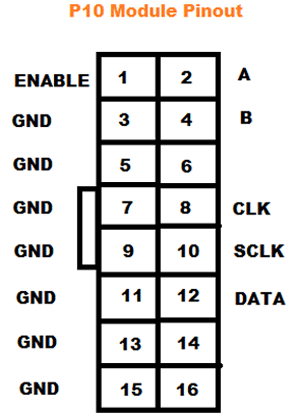 P10 Module Pinout
ENABLE 1 2 A
GND 3 4 B
GND 5 6
GND 7 8 CLK
GND 9 10 SCLK
GND 11 12 DATA
GND 13 14
GND 15 16